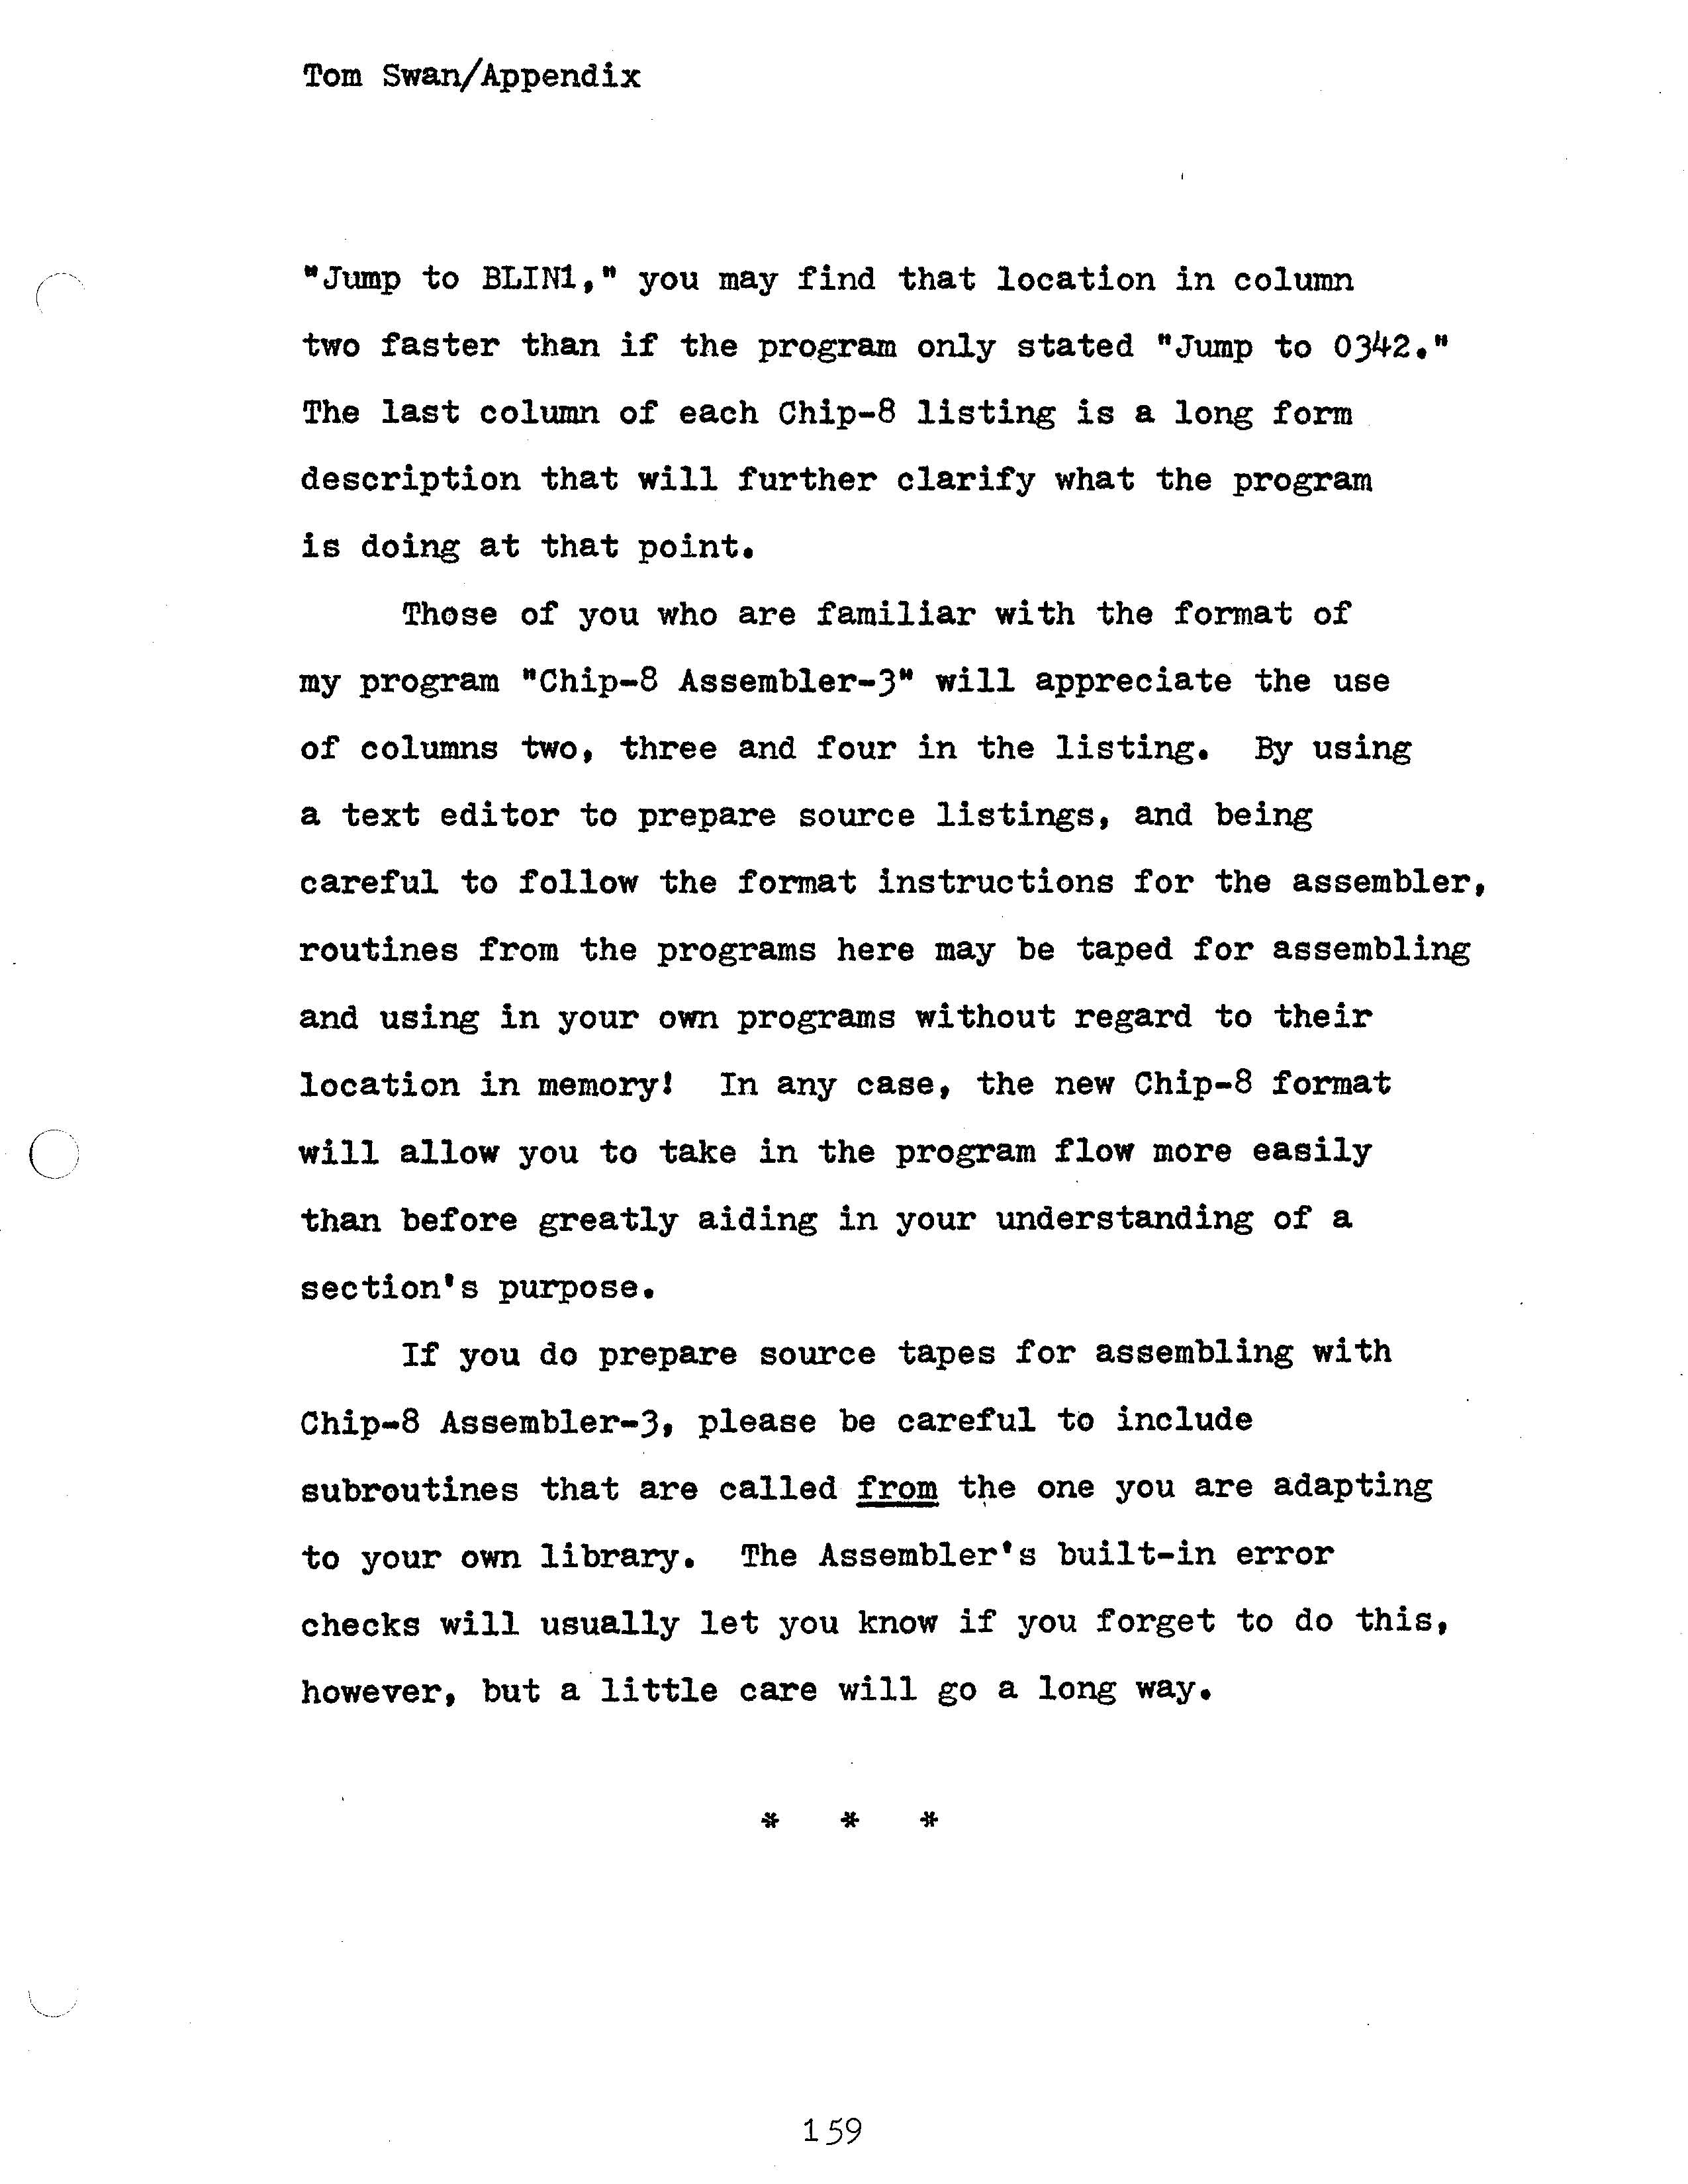 Tom Swan/Appendix
"Jump to BLIN1," you may find that location in column
two faster than if the program only stated "Jump to 0342."
The last column of each Chip-8 listing is a long form
description that will further clarify what the program
is doing at that point.
Those of you who are familiar with the format of
my program "Chip-8 Assembler-3" will appreciate the use
of columns two, three and four in the listing.  By using
a text editor to prepare source listings, and being
careful to follow the format instructions for the assembler,
routines from the programs here may be taped for assembling
and using in your own programs without regard to their
location in memory!  In any case, the new Chip-8 format
will allow you to take in the program flow more easily
than before greatly aiding in your understanding of a
section's purpose.
If you do prepare source tapes for assembling with
Chip-8 Assembler-3, please be careful to include
subroutines that are called from the one you are adapting
to your own library.  The Assembler's built-in error
checks will usually let you know if you forget to do this,
however, but a little care will go a long way.
* * *
159